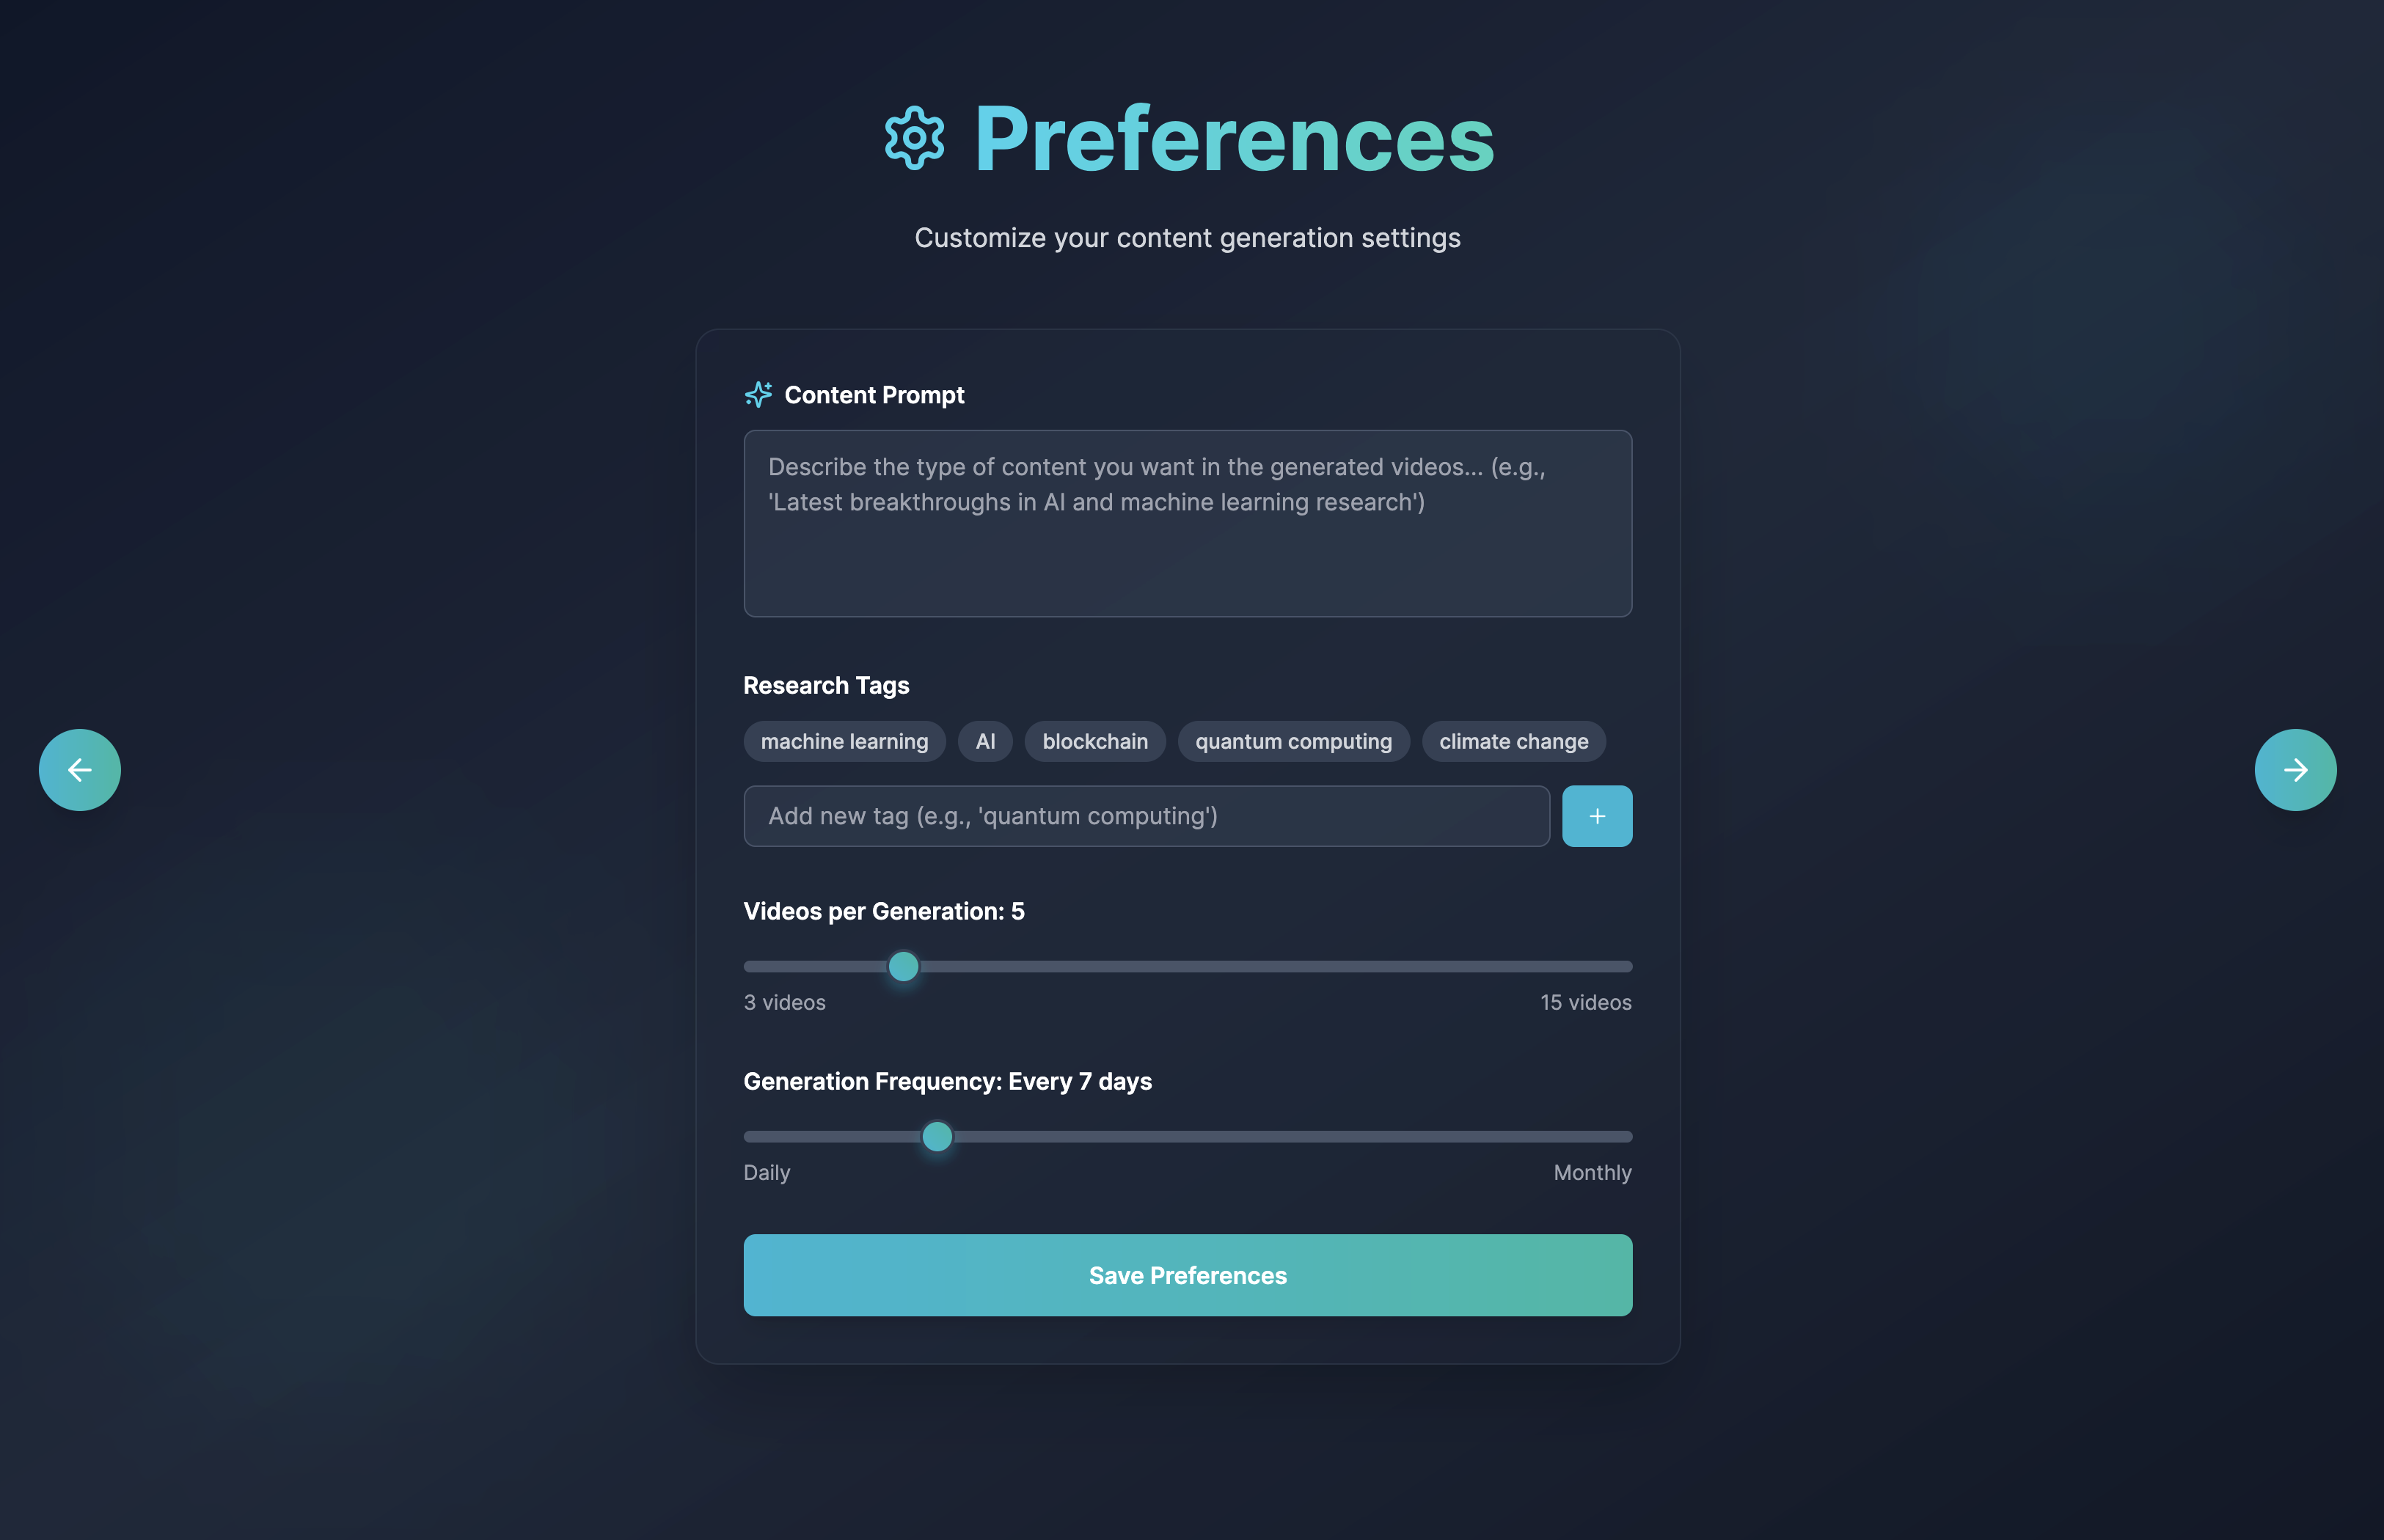 Preferences
Customize your content generation settings
Content Prompt
Describe the type of content you want in the generated videos... (e.g.,
'Latest breakthroughs in AI and machine learning research')
Research Tags
machine learning AI blockchain quantum computing climate change
Add new tag (e.g., 'quantum computing')
+
Videos per Generation: 5
3 videos 15 videos
Generation Frequency: Every 7 days
Daily Monthly
Save Preferences